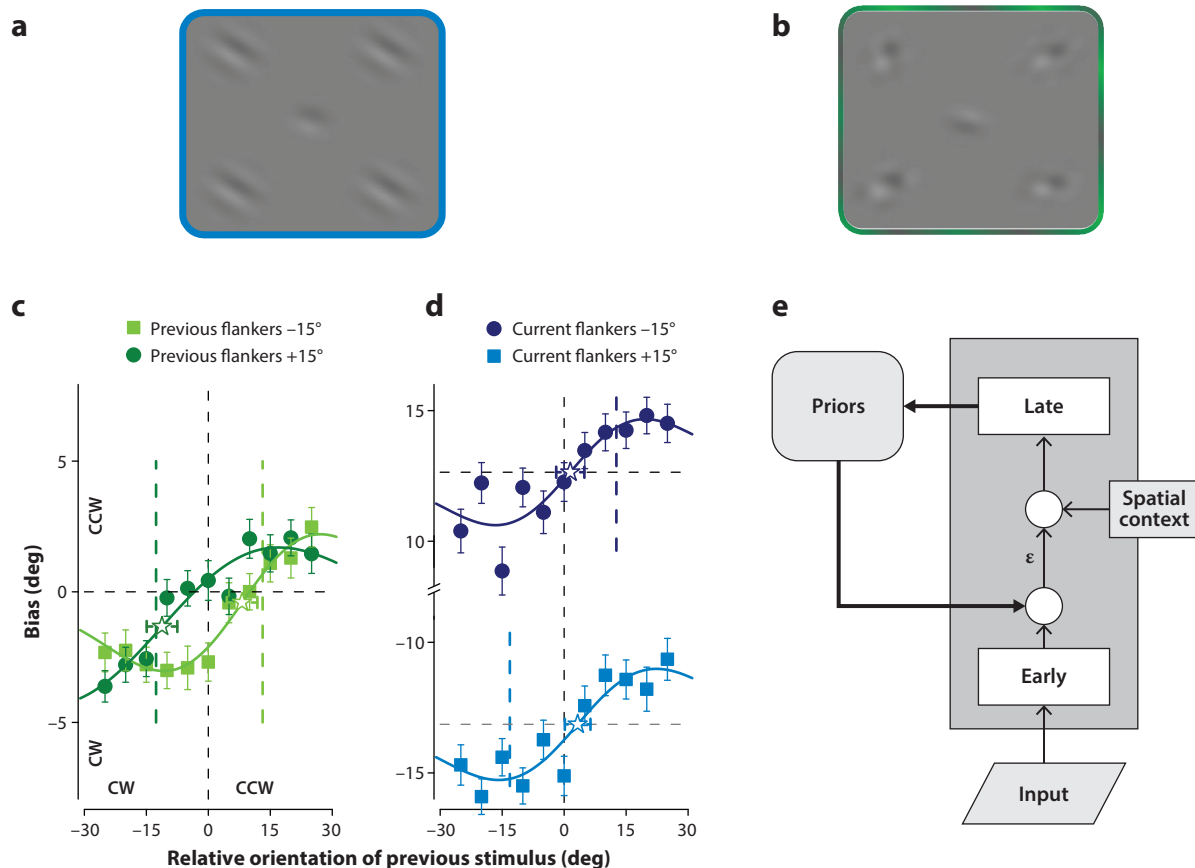 a
b
c
Previous flankers –15°
Previous flankers +15°
d
Current flankers –15°
Current flankers +15°
e
Bias (deg)
CCW
CW
5
0
–5
CW
CCW
–30
–15
0
15
30
15
10
–10
–15
–30
–15
0
15
30
Relative orientation of previous stimulus (deg)
Priors
Late
Spatial
context
ε
Early
Input